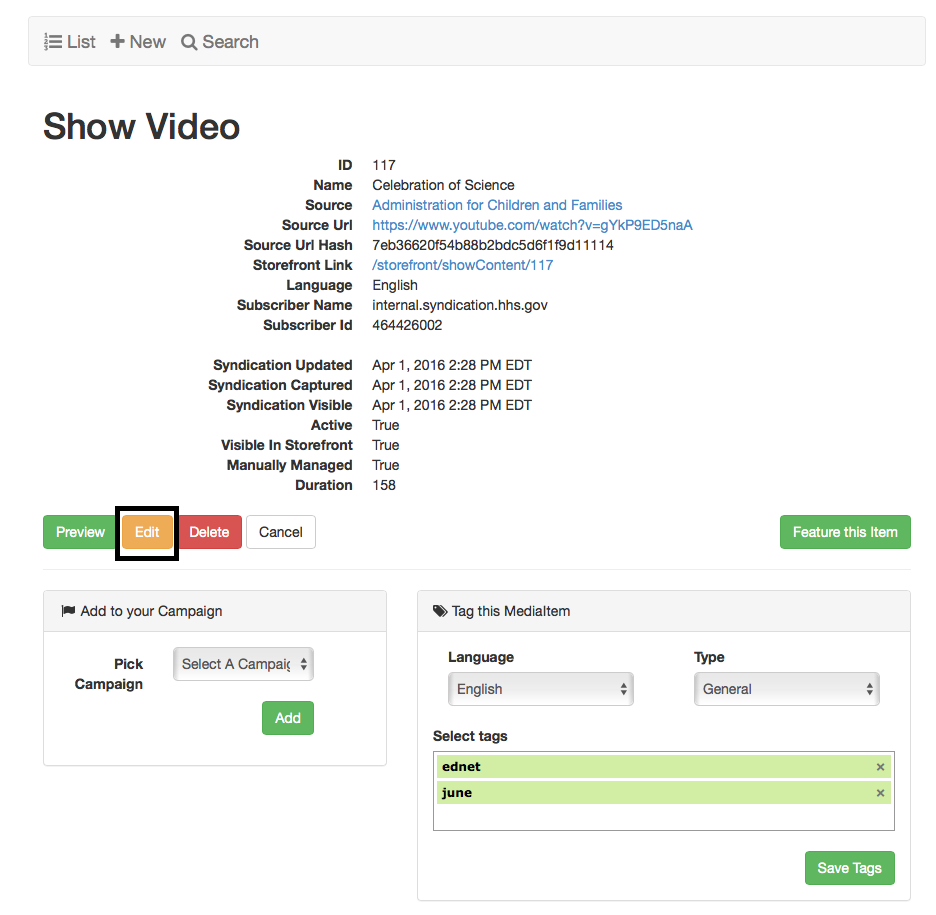 List New Search
Show Video
ID 117
Name Celebration of Science
Source Administration for Children and Families
Source Url https://www.youtube.com/watch?v=gYkP9ED5naA
Source Url Hash 7eb36620f54b88b2bdc5d6f1f9d11114
Storefront Link /storefront/showContent/117
Language English
Subscriber Name internal.syndication.hhs.gov
Subscriber Id 464426002
Syndication Updated Apr 1, 2016 2:28 PM EDT
Syndication Captured Apr 1, 2016 2:28 PM EDT
Syndication Visible Apr 1, 2016 2:28 PM EDT
Active True
Visible In Storefront True
Manually Managed True
Duration 158
Preview Edit Delete Cancel Feature this Item
Add to your Campaign
Pick Campaign Select A Campaig
Add
Tag this MediaItem
Language Type
English General
Select tags
ednet ×
june ×
Save Tags